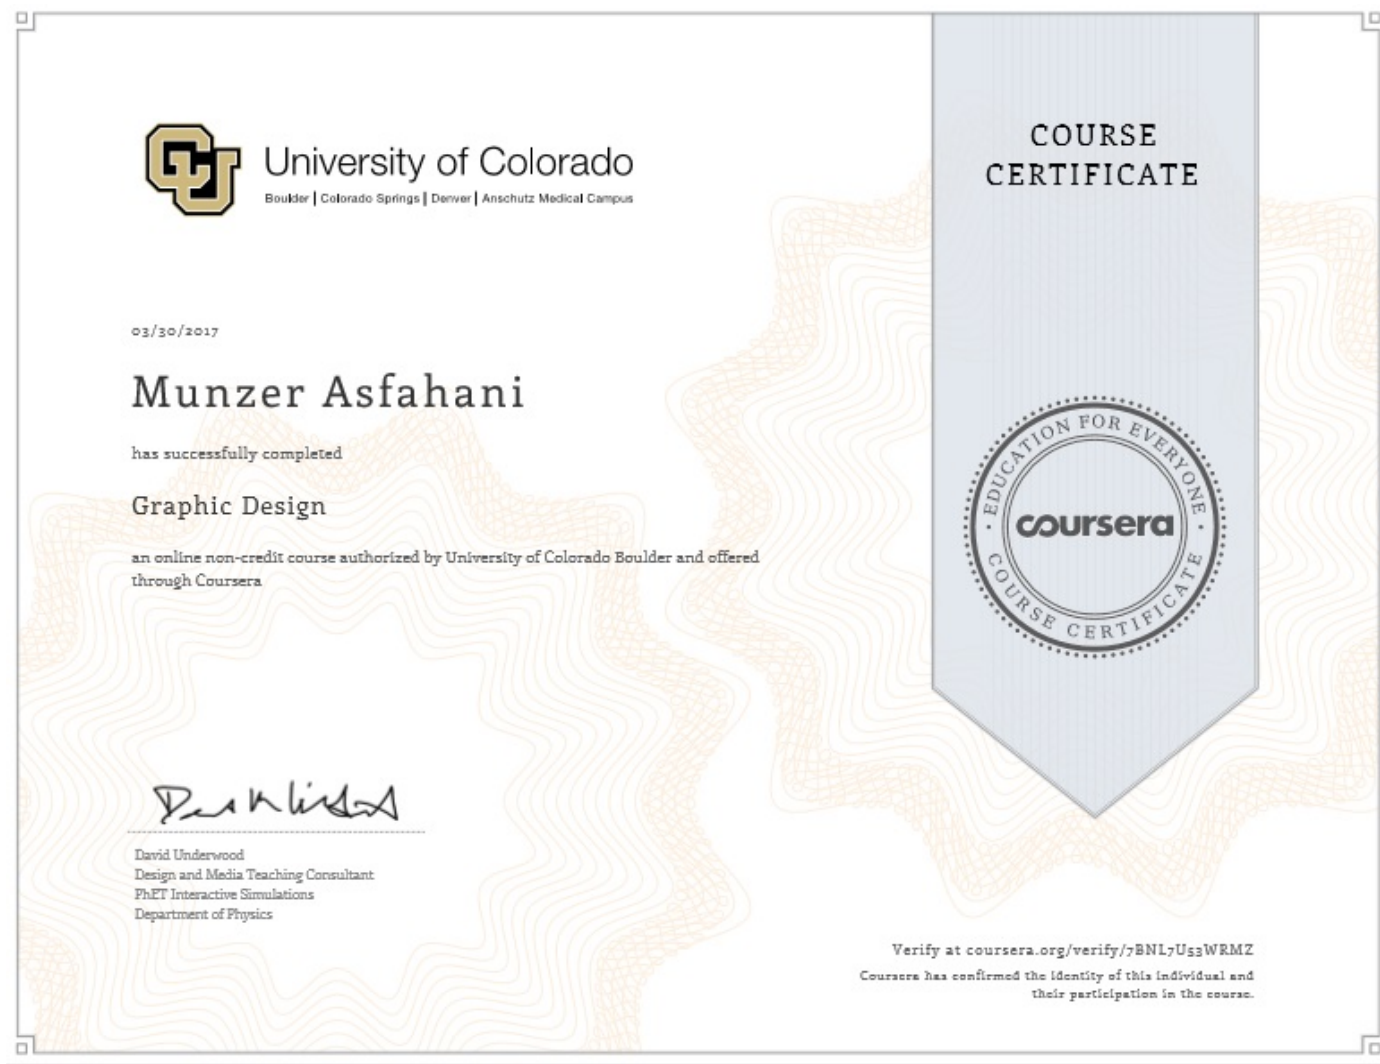 University of Colorado
Boulder | Colorado Springs | Denver | Anschutz Medical Campus
03/30/2017
Munzer Asfahani
has successfully completed
Graphic Design
an online non-credit course authorized by University of Colorado Boulder and offered
through Coursera
David Underwood
Design and Media Teaching Consultant
PhET Interactive Simulations
Department of Physics
COURSE
CERTIFICATE
EDUCATION FOR EVERYONE
coursera
COURSE CERTIFICATE
Verify at coursera.org/verify/7BNL7U53WRMZ
Coursera has confirmed the identity of this individual and
their participation in the course.